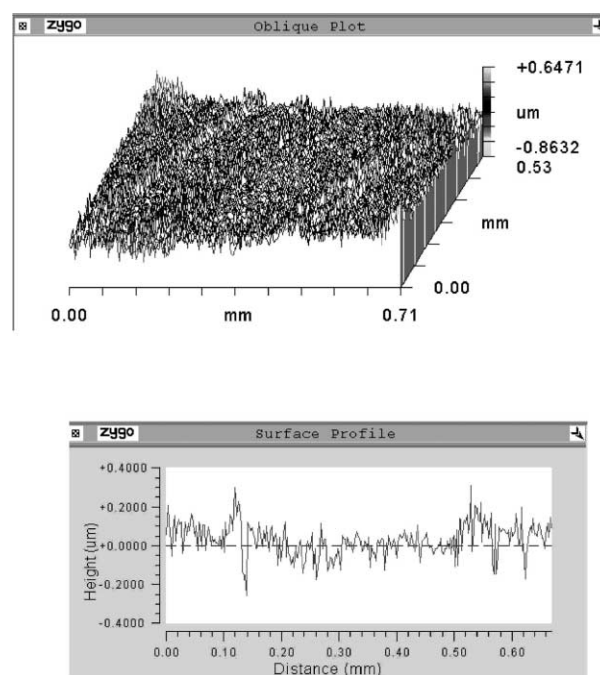 zygo Oblique Plot
+0.6471
um
-0.8632
0.53
mm
0.00
0.00 mm 0.71
zygo Surface Profile
+0.4000
+0.2000
+0.0000
-0.2000
-0.4000
Height (um)
0.00 0.10 0.20 0.30 0.40 0.50 0.60
Distance (mm)